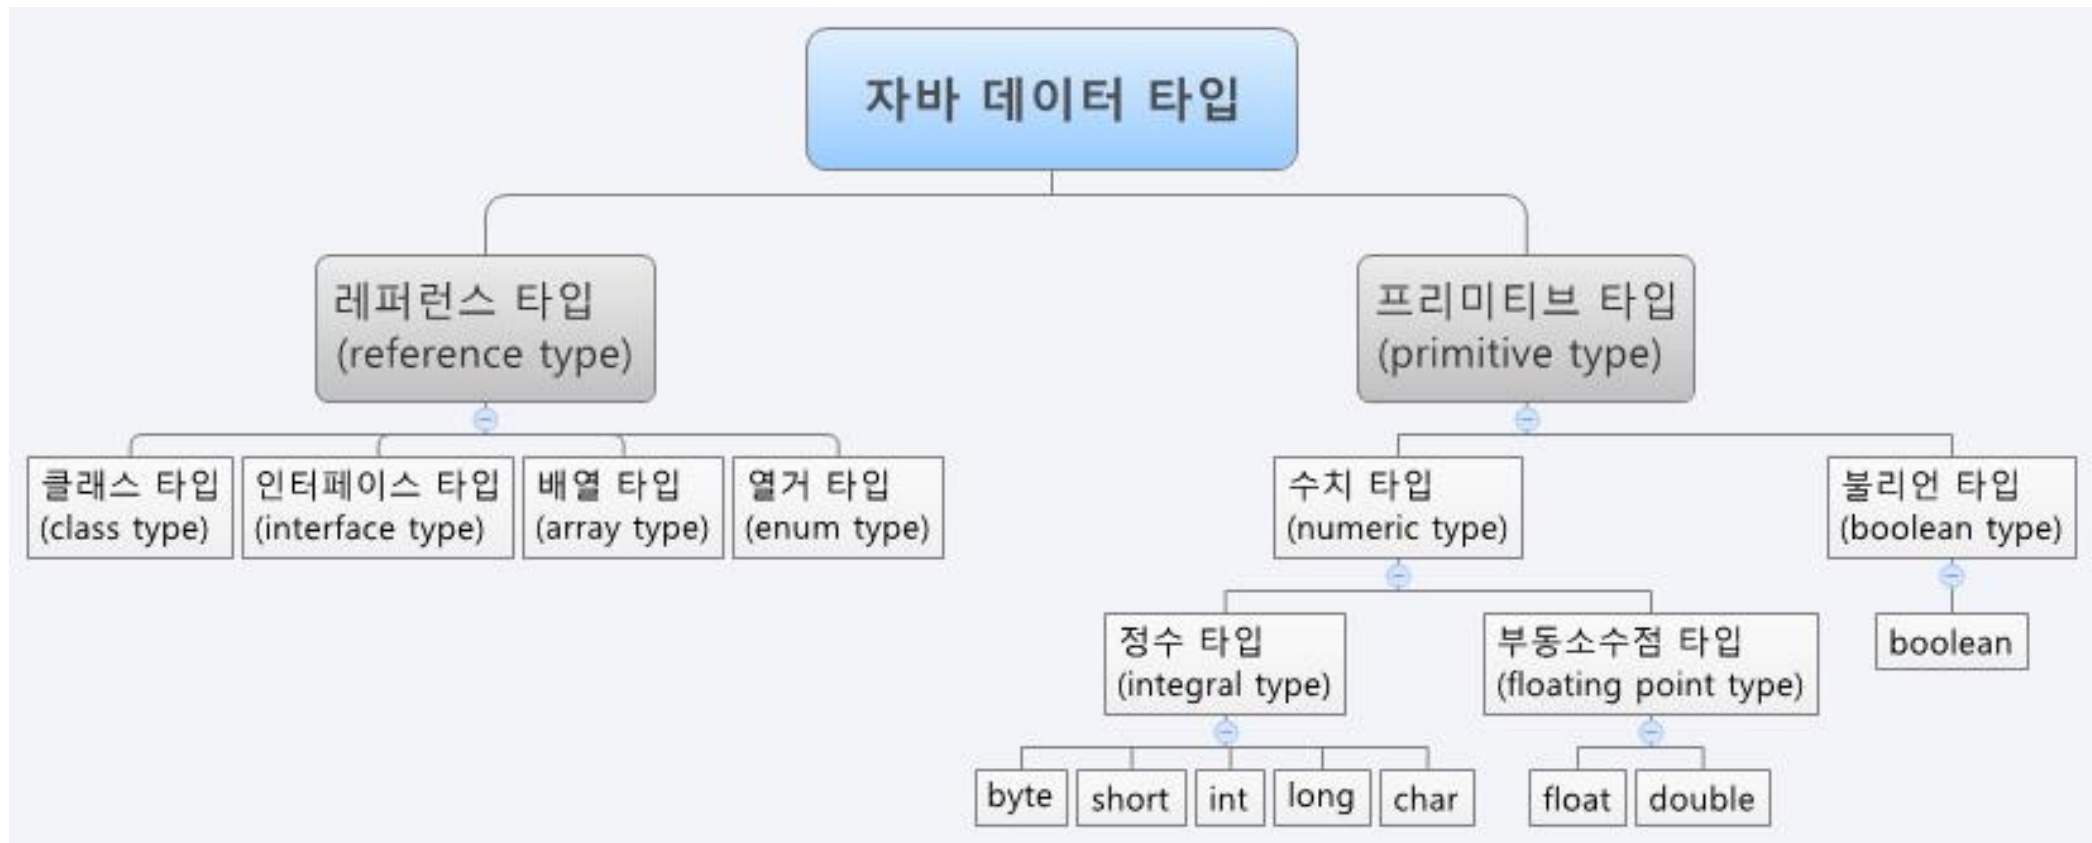 자바 데이터 타입
레퍼런스 타입
(reference type)
프리미티브 타입
(primitive type)
클래스 타입
(class type)
인터페이스 타입
(interface type)
배열 타입
(array type)
열거 타입
(enum type)
수치 타입
(numeric type)
불리언 타입
(boolean type)
정수 타입
(integral type)
부동소수점 타입
(floating point type)
boolean
byte
short
int
long
char
float
double